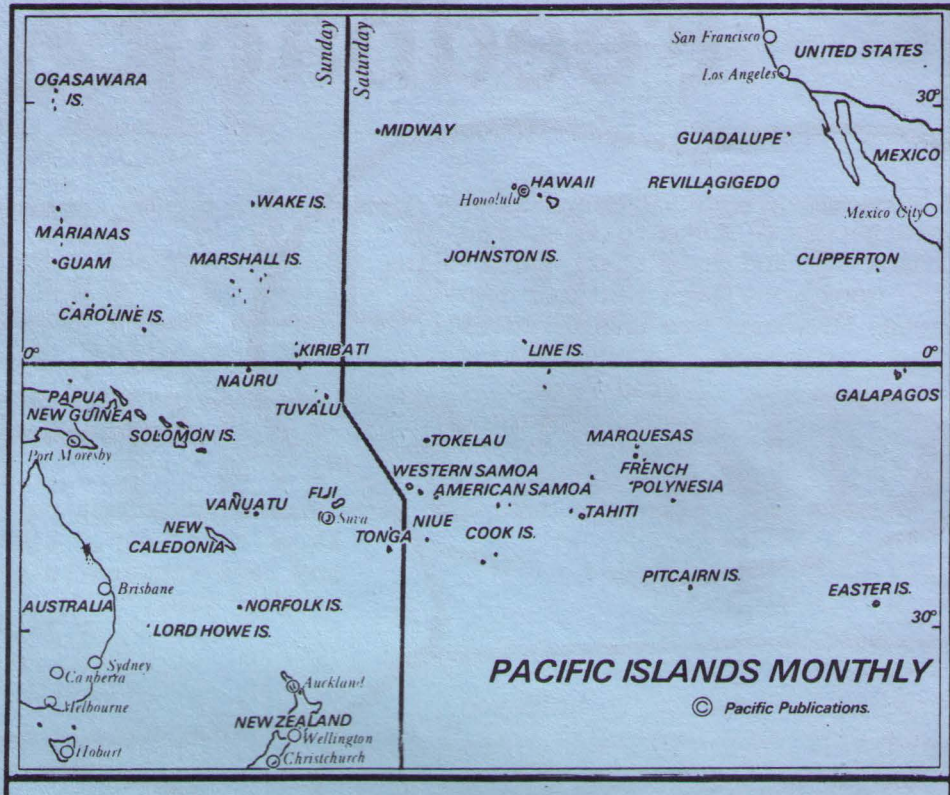 Sunday
Saturday
San Francisco
UNITED STATES
Los Angeles
OGASAWARA
IS.
30°
MIDWAY
GUADALUPE
MEXICO
HAWAII
Honolulu
REVILLAGIGEDO
WAKE IS.
Mexico City
MARIANAS
GUAM
MARSHALL IS.
JOHNSTON IS.
CLIPPERTON
CAROLINE IS.
0°
KIRIBATI
LINE IS.
0°
NAURU
GALAPAGOS
PAPUA
NEW GUINEA
TUVALU
SOLOMON IS.
Port Moresby
TOKELAU
MARQUESAS
WESTERN SAMOA
FRENCH
POLYNESIA
AMERICAN SAMOA
VANUATU
FIJI
Suva
TAHITI
NIUE
NEW
CALEDONIA
TONGA
COOK IS.
PITCAIRN IS.
Brisbane
EASTER IS.
AUSTRALIA
NORFOLK IS.
30°
LORD HOWE IS.
Sydney
Canberra
PACIFIC ISLANDS MONTHLY
Auckland
Melbourne
© Pacific Publications.
NEW ZEALAND
Wellington
Hobart
Christchurch